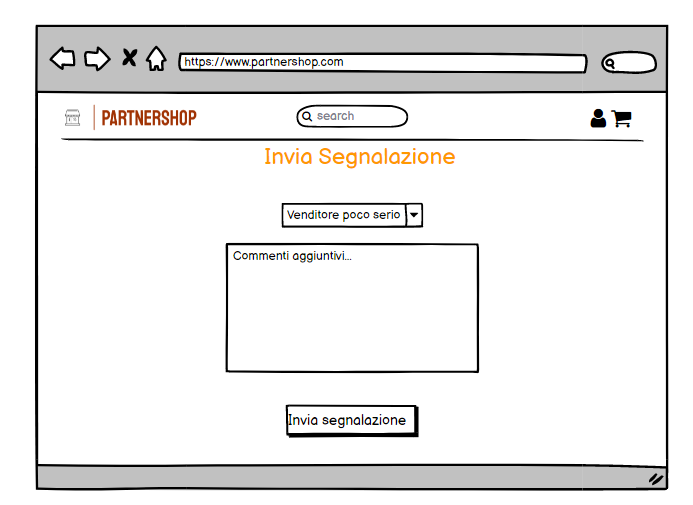 https://www.partnershop.com
PARTNERSHOP
search
Invia Segnalazione
Venditore poco serio
Commenti aggiuntivi...
Invia segnalazione